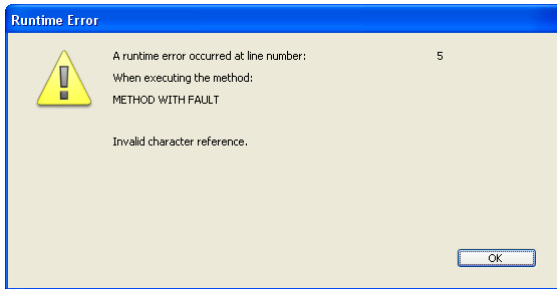 Runtime Error
A runtime error occurred at line number: 5
When executing the method:
METHOD WITH FAULT
Invalid character reference.
OK